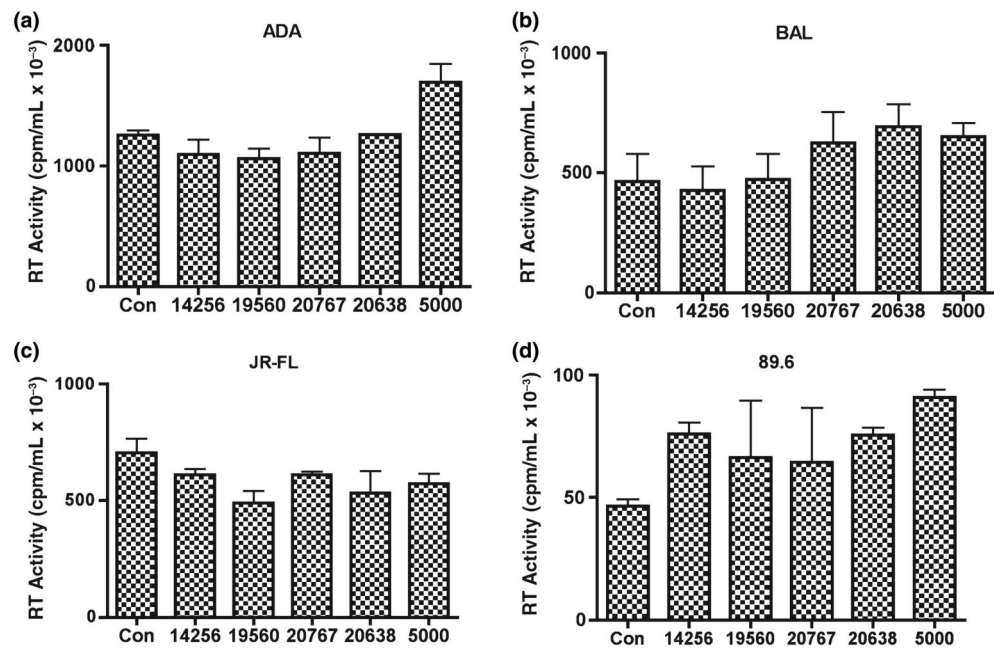 (a)
ADA
RT Activity (cpm/mL x 10⁻³)
2000
1000
0
Con 14256 19560 20767 20638 5000
(b)
BAL
RT Activity (cpm/mL x 10⁻³)
1000
500
0
Con 14256 19560 20767 20638 5000
(c)
JR-FL
RT Activity (cpm/mL x 10⁻³)
1000
500
0
Con 14256 19560 20767 20638 5000
(d)
89.6
RT Activity (cpm/mL x 10⁻³)
100
50
0
Con 14256 19560 20767 20638 5000